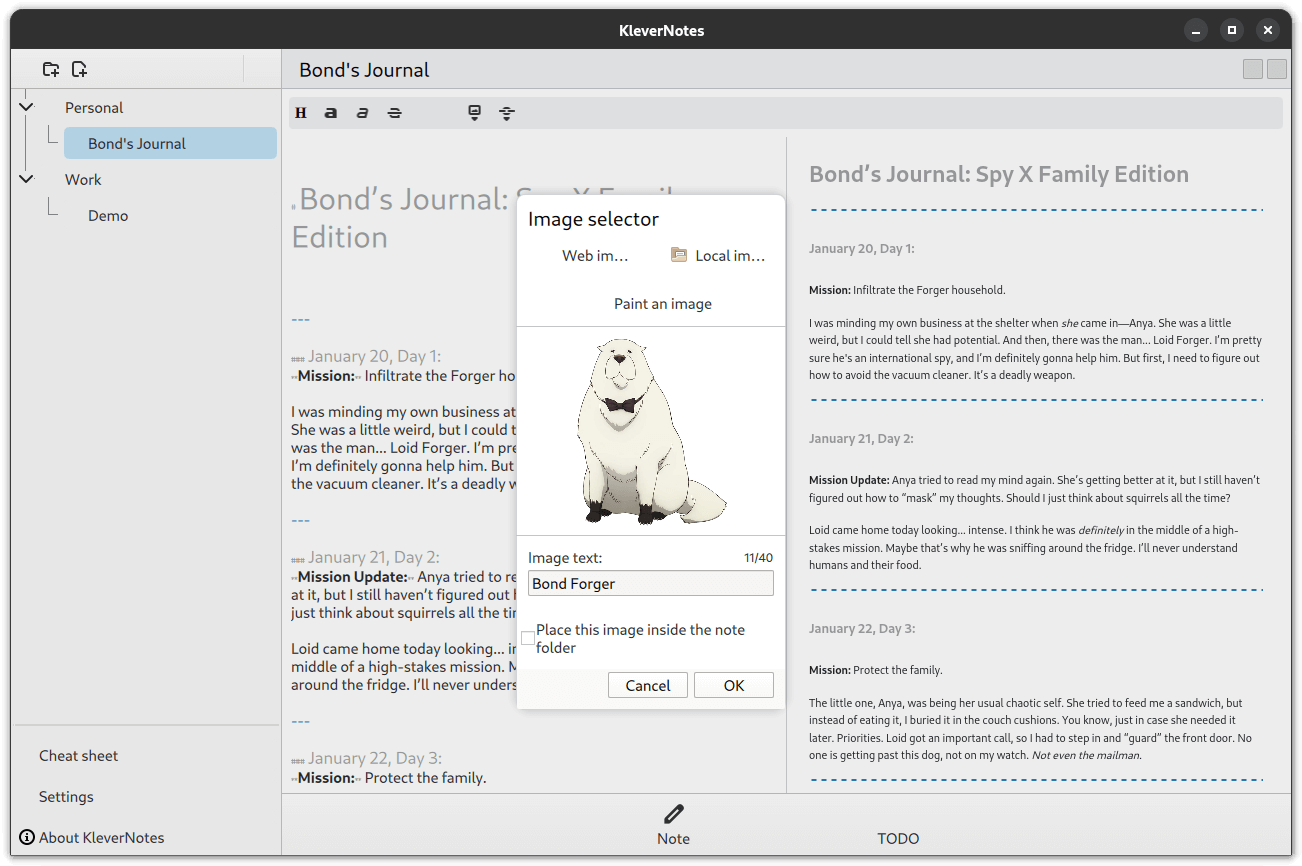 KleverNotes
Bond's Journal
Personal
Bond's Journal
Work
Demo
Cheat sheet
Settings
About KleverNotes
H a a
# Bond’s Journal: Spy X Family
Edition
---
### January 20, Day 1:
**Mission:** Infiltrate the Forger ho
I was minding my own business at
She was a little weird, but I could t
was the man… Loid Forger. I’m pre
I’m definitely gonna help him. But
the vacuum cleaner. It’s a deadly w
---
### January 21, Day 2:
**Mission Update:** Anya tried to re
at it, but I still haven’t figured out h
just think about squirrels all the tim
Loid came home today looking… in
middle of a high-stakes mission. M
around the fridge. I’ll never unders
---
### January 22, Day 3:
**Mission:** Protect the family.
Image selector
Web im…
Local im…
Paint an image
Image text:
11/40
Bond Forger
Place this image inside the note
folder
Cancel
OK
Bond’s Journal: Spy X Family Edition
January 20, Day 1:
Mission: Infiltrate the Forger household.
I was minding my own business at the shelter when she came in—Anya. She was a little
weird, but I could tell she had potential. And then, there was the man… Loid Forger. I’m pretty
sure he's an international spy, and I’m definitely gonna help him. But first, I need to figure out
how to avoid the vacuum cleaner. It’s a deadly weapon.
January 21, Day 2:
Mission Update: Anya tried to read my mind again. She’s getting better at it, but I still haven’t
figured out how to “mask” my thoughts. Should I just think about squirrels all the time?
Loid came home today looking… intense. I think he was definitely in the middle of a high-
stakes mission. Maybe that’s why he was sniffing around the fridge. I’ll never understand
humans and their food.
January 22, Day 3:
Mission: Protect the family.
The little one, Anya, was being her usual chaotic self. She tried to feed me a sandwich, but
instead of eating it, I buried it in the couch cushions. You know, just in case she needed it
later. Priorities. Loid got an important call, so I had to step in and “guard” the front door. No
one is getting past this dog, not on my watch. Not even the mailman.
Note
TODO